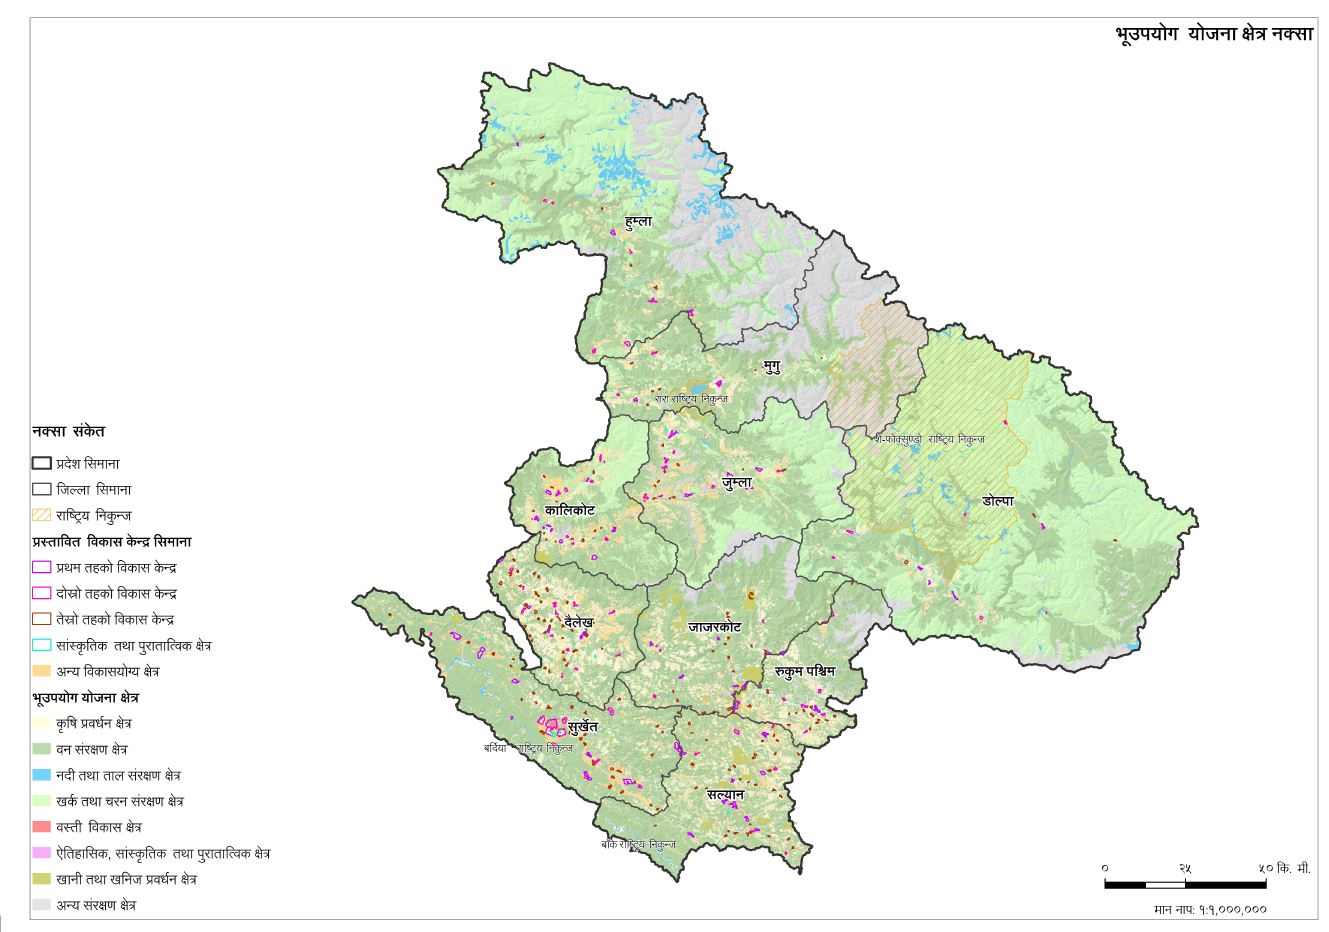 भूउपयोग योजना क्षेत्र नक्सा
हुम्ला
मुगु
रारा राष्ट्रिय निकुन्ज
शे-फोक्सुण्डो राष्ट्रिय निकुन्ज
जुम्ला
डोल्पा
कालिकोट
दैलेख
जाजरकोट
रुकुम पश्चिम
सुर्खेत
बर्दिया राष्ट्रिय निकुन्ज
सल्यान
बाँके राष्ट्रिय निकुन्ज
नक्सा संकेत
प्रदेश सिमाना
जिल्ला सिमाना
राष्ट्रिय निकुन्ज
प्रस्तावित विकास केन्द्र सिमाना
प्रथम तहको विकास केन्द्र
दोस्रो तहको विकास केन्द्र
तेस्रो तहको विकास केन्द्र
सांस्कृतिक तथा पुरातात्विक क्षेत्र
अन्य विकासयोग्य क्षेत्र
भूउपयोग योजना क्षेत्र
कृषि प्रवर्धन क्षेत्र
वन संरक्षण क्षेत्र
नदी तथा ताल संरक्षण क्षेत्र
खर्क तथा चरन संरक्षण क्षेत्र
वस्ती विकास क्षेत्र
ऐतिहासिक, सांस्कृतिक तथा पुरातात्विक क्षेत्र
खानी तथा खनिज प्रवर्धन क्षेत्र
अन्य संरक्षण क्षेत्र
० २५ ५० कि. मी.
मान नाप: १:१,०००,०००